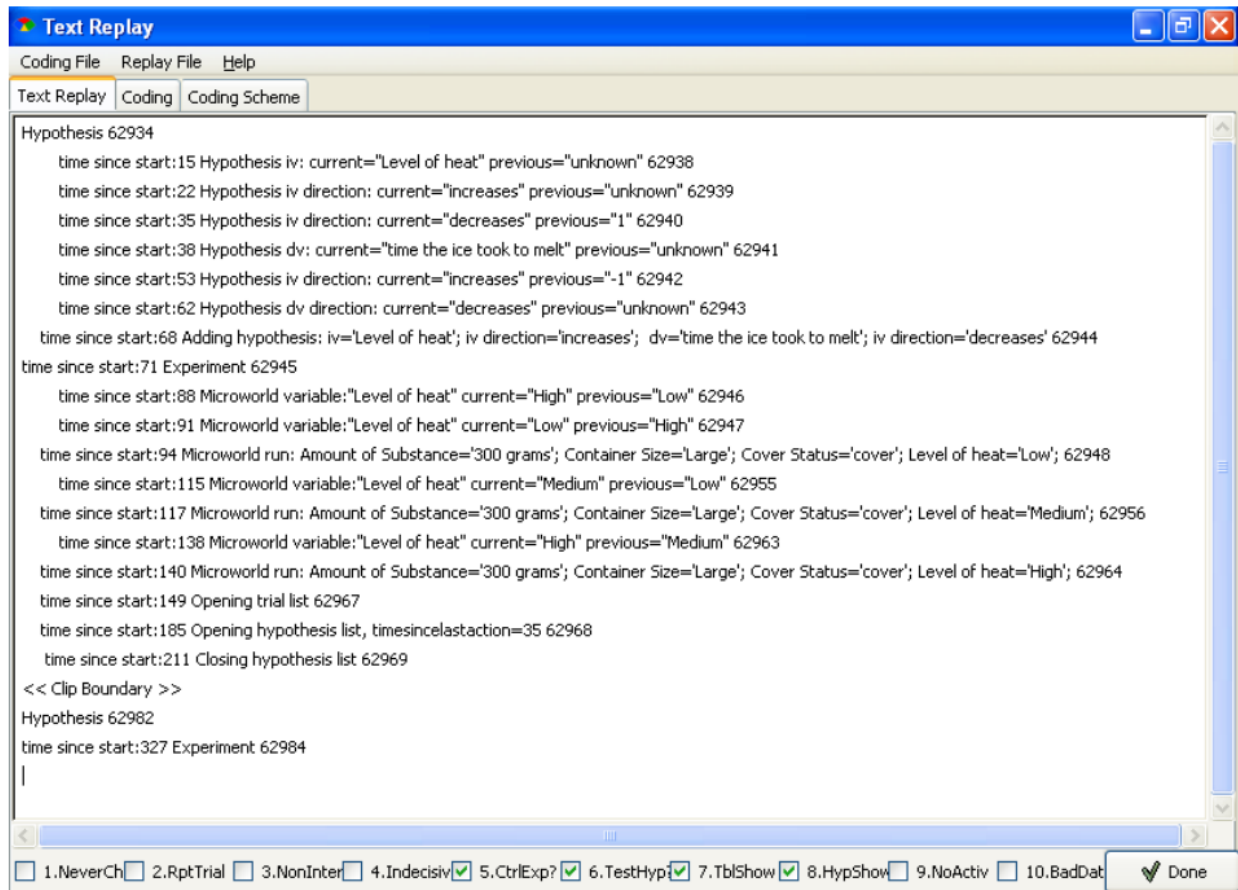 Text Replay
Coding File Replay File Help
Text Replay Coding Coding Scheme
Hypothesis 62934
time since start:15 Hypothesis iv: current="Level of heat" previous="unknown" 62938
time since start:22 Hypothesis iv direction: current="increases" previous="unknown" 62939
time since start:35 Hypothesis iv direction: current="decreases" previous="1" 62940
time since start:38 Hypothesis dv: current="time the ice took to melt" previous="unknown" 62941
time since start:53 Hypothesis iv direction: current="increases" previous="-1" 62942
time since start:62 Hypothesis dv direction: current="decreases" previous="unknown" 62943
time since start:68 Adding hypothesis: iv='Level of heat'; iv direction='increases'; dv='time the ice took to melt'; iv direction='decreases' 62944
time since start:71 Experiment 62945
time since start:88 Microworld variable:"Level of heat" current="High" previous="Low" 62946
time since start:91 Microworld variable:"Level of heat" current="Low" previous="High" 62947
time since start:94 Microworld run: Amount of Substance='300 grams'; Container Size='Large'; Cover Status='cover'; Level of heat='Low'; 62948
time since start:115 Microworld variable:"Level of heat" current="Medium" previous="Low" 62955
time since start:117 Microworld run: Amount of Substance='300 grams'; Container Size='Large'; Cover Status='cover'; Level of heat='Medium'; 62956
time since start:138 Microworld variable:"Level of heat" current="High" previous="Medium" 62963
time since start:140 Microworld run: Amount of Substance='300 grams'; Container Size='Large'; Cover Status='cover'; Level of heat='High'; 62964
time since start:149 Opening trial list 62967
time since start:185 Opening hypothesis list, timesincelastaction=35 62968
time since start:211 Closing hypothesis list 62969
<< Clip Boundary >>
Hypothesis 62982
time since start:327 Experiment 62984
1.NeverCh 2.RptTrial 3.NonInter 4.Indecisiv 5.CtrlExp? 6.TestHyp? 7.TblShow 8.HypShow 9.NoActiv 10.BadDat Done